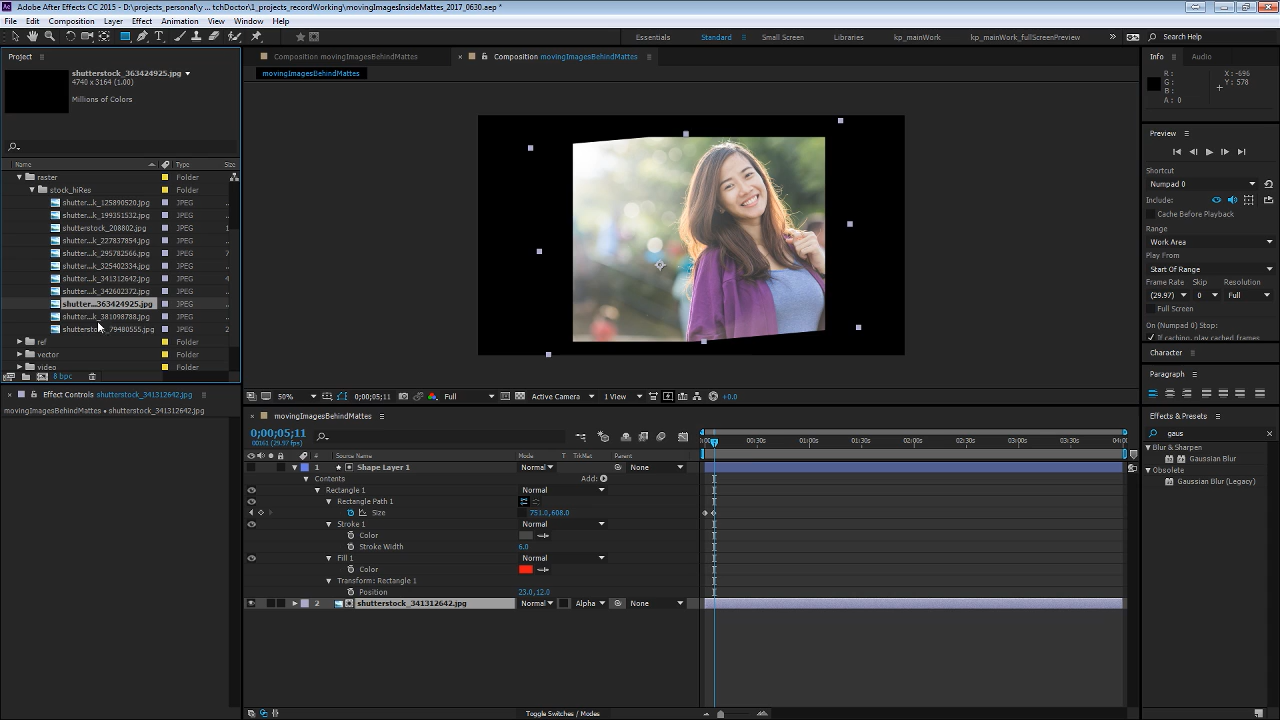 Adobe After Effects CC 2015 - D:\projects_personal\y ... tchDoctor\1_projects_recordWorking\movingImagesInsideMattes_2017_0630.aep *
File Edit Composition Layer Effect Animation View Window Help
Essentials Standard Small Screen Libraries kp_mainWork kp_mainWork_fullScreenPreview Search Help
Project
shutterstock_363424925.jpg
4740 x 3164 (1.00)
Millions of Colors
Name Type Size
raster Folder
stock_hiRes Folder
shutter...k_125890520.jpg JPEG
shutter...k_199351532.jpg JPEG
shutterstock_208802.jpg JPEG 1
shutter...k_227837854.jpg JPEG
shutter...k_295782566.jpg JPEG 7
shutter...k_325402334.jpg JPEG
shutter...k_341312642.jpg JPEG 4
shutter...k_342602372.jpg JPEG
shutter...363424925.jpg JPEG
shutter...k_381098788.jpg JPEG
shuttersto...k_79480555.jpg JPEG 2
ref Folder
vector Folder
video Folder
8 bpc
Effect Controls shutterstock_341312642.jpg
movingImagesBehindMattes • shutterstock_341312642.jpg
Composition movingImagesBehindMattes
Composition movingImagesBehindMattes
movingImagesBehindMattes
50% 0;00;05;11 Full Active Camera 1 View +0.0
movingImagesBehindMattes
0;00;05;11
00161 (29.97 fps)
# Source Name Mode T TrkMat Parent
1 Shape Layer 1 Normal None
Contents Add:
Rectangle 1 Normal
Rectangle Path 1
Size 751.0,608.0
Stroke 1 Normal
Color
Stroke Width 6.0
Fill 1 Normal
Color
Transform: Rectangle 1
Position 23.0,12.0
2 shutterstock_341312642.jpg Normal Alpha None
Toggle Switches / Modes
00s 00:30s 01:00s 01:30s 02:00s 02:30s 03:00s 03:30s 04:00
Info Audio
R : X : -696
G : Y : 578
B :
A : 0
Preview
Shortcut
Numpad 0
Include:
Cache Before Playback
Range
Work Area
Play From
Start Of Range
Frame Rate Skip Resolution
(29.97) 0 Full
Full Screen
On (Numpad 0) Stop:
If caching, play cached frames
Character
Paragraph
Effects & Presets
gaus
Blur & Sharpen
Gaussian Blur
Obsolete
Gaussian Blur (Legacy)